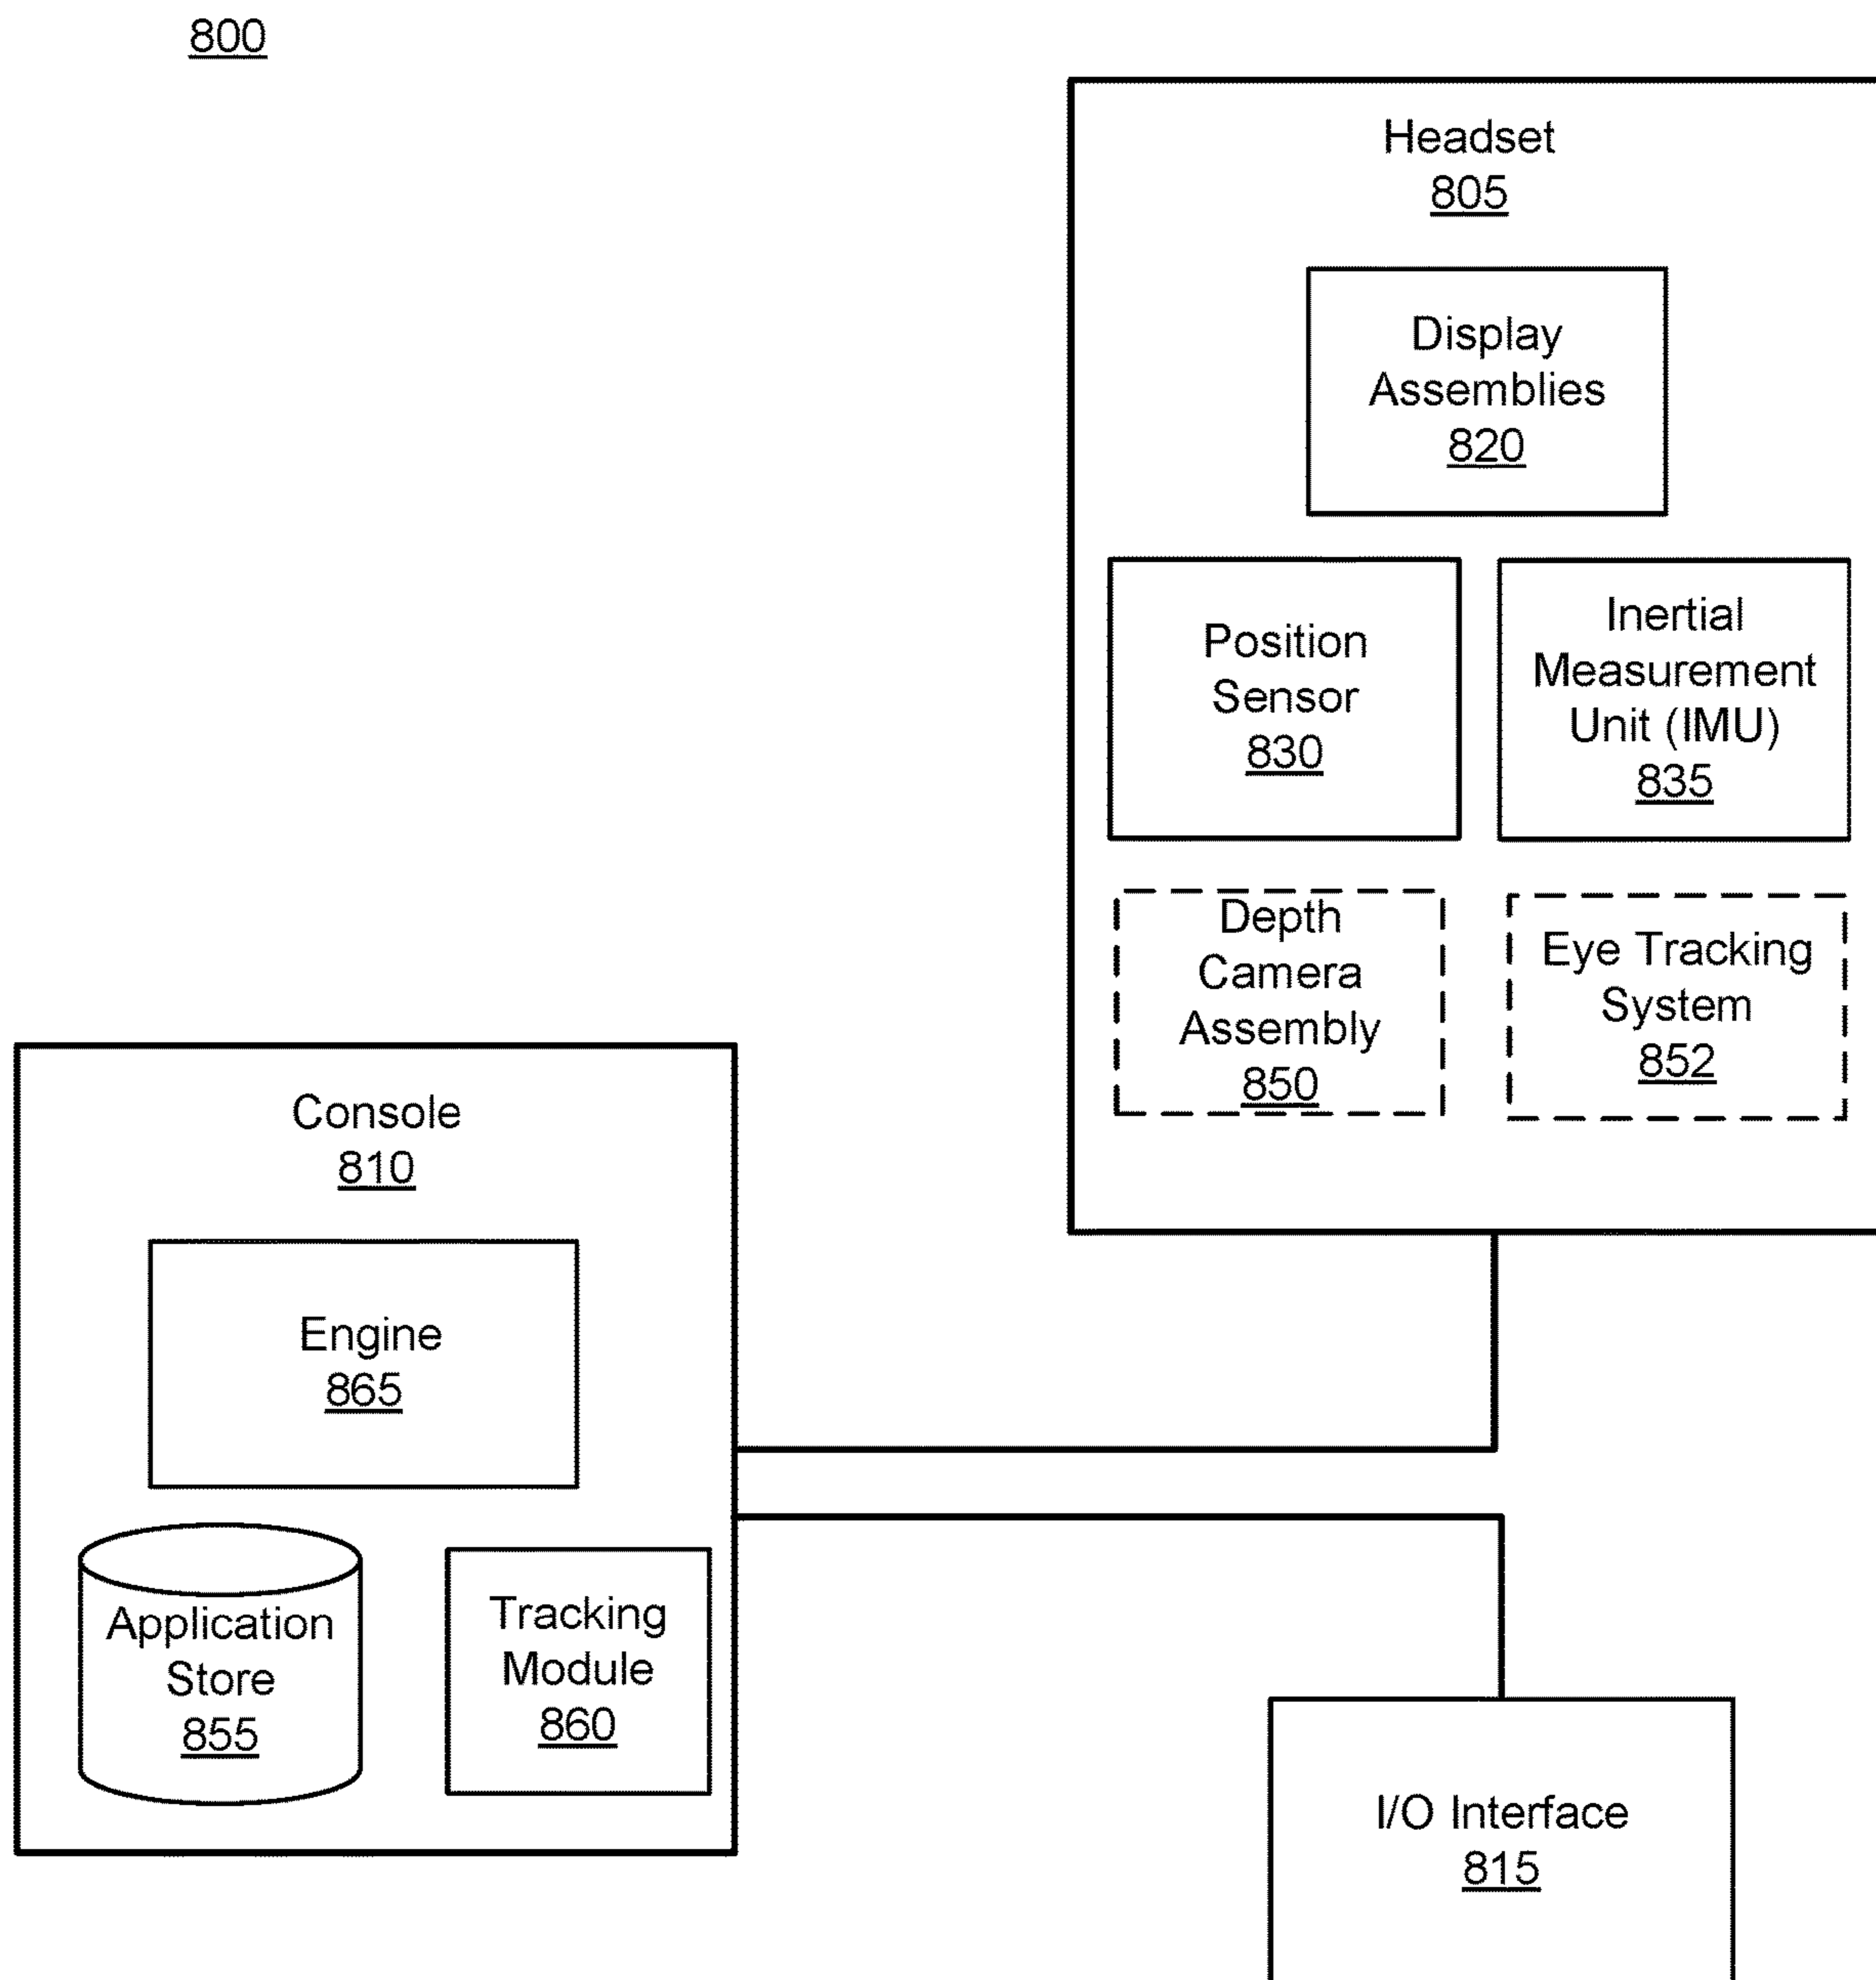 800
Headset
805
Display
Assemblies
820
Position
Sensor
830
Inertial
Measurement
Unit (IMU)
835
Depth
Camera
Assembly
850
Eye Tracking
System
852
Console
810
Engine
865
Application
Store
855
Tracking
Module
860
I/O Interface
815